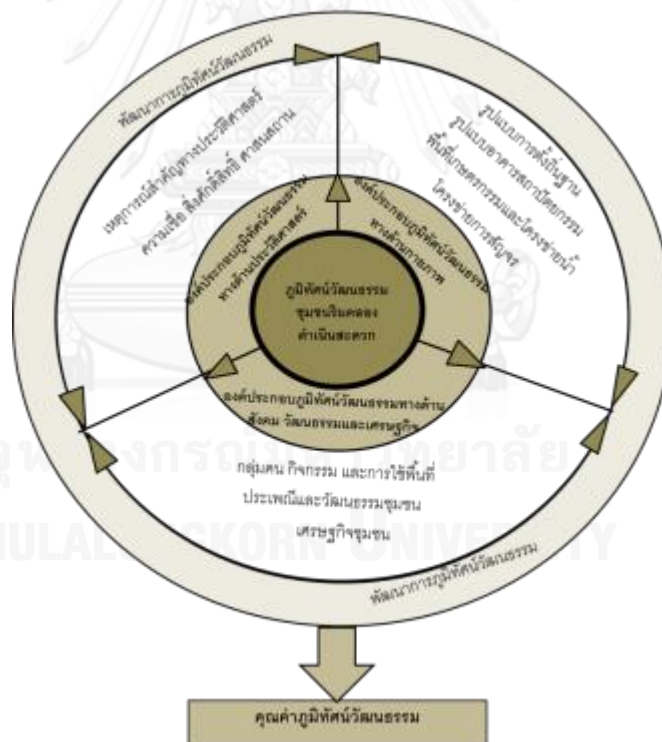 พัฒนาการภูมิทัศน์วัฒนธรรม
เหตุการณ์สำคัญทางประวัติศาสตร์
ความเชื่อ สิ่งศักดิ์สิทธิ์ ศาสนสถาน
รูปแบบการตั้งถิ่นฐาน
รูปแบบอาคารสถาปัตยกรรม
พื้นที่เกษตรกรรมและโครงข่ายน้ำ
โครงข่ายการสัญจร
องค์ประกอบภูมิทัศน์วัฒนธรรม
ทางด้านประวัติศาสตร์
องค์ประกอบภูมิทัศน์วัฒนธรรม
ทางด้านกายภาพ
ภูมิทัศน์วัฒนธรรม
ชุมชนริมคลอง
ดำเนินสะดวก
องค์ประกอบภูมิทัศน์วัฒนธรรมทางด้าน
สังคม วัฒนธรรมและเศรษฐกิจ
กลุ่มคน กิจกรรม และการใช้พื้นที่
ประเพณีและวัฒนธรรมชุมชน
เศรษฐกิจชุมชน
พัฒนาการภูมิทัศน์วัฒนธรรม
คุณค่าภูมิทัศน์วัฒนธรรม